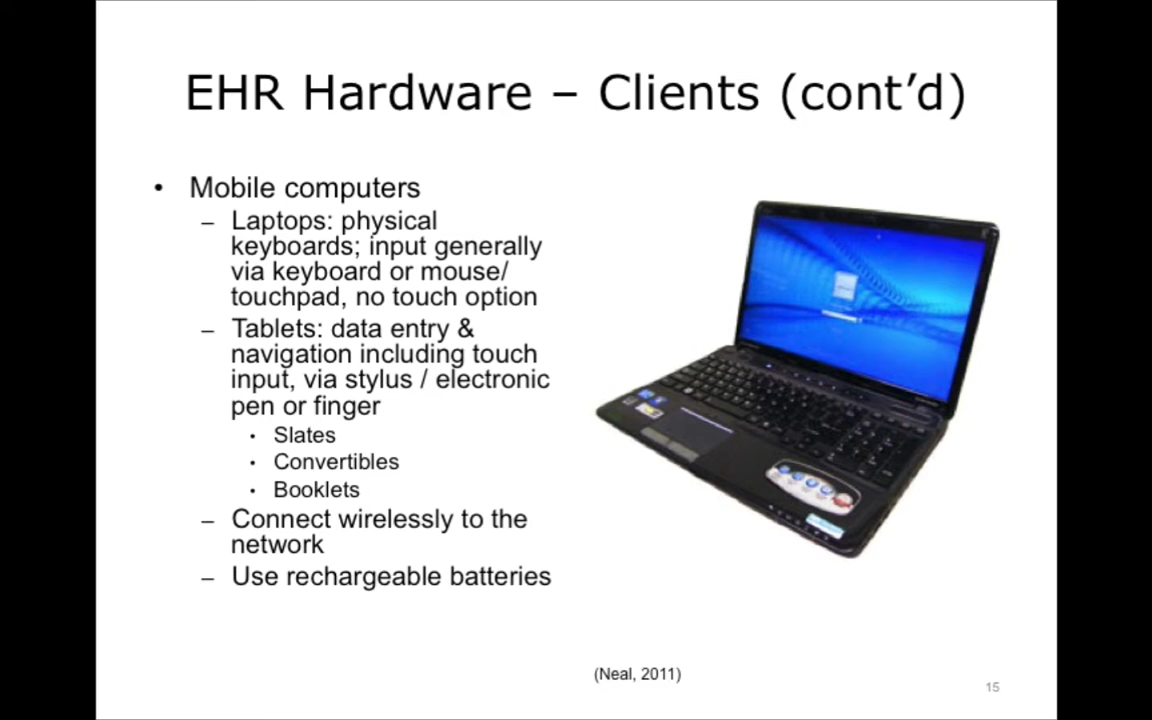 EHR Hardware – Clients (cont’d)
• Mobile computers
– Laptops: physical
keyboards; input generally
via keyboard or mouse/
touchpad, no touch option
– Tablets: data entry &
navigation including touch
input, via stylus / electronic
pen or finger
• Slates
• Convertibles
• Booklets
– Connect wirelessly to the
network
– Use rechargeable batteries
(Neal, 2011)
15